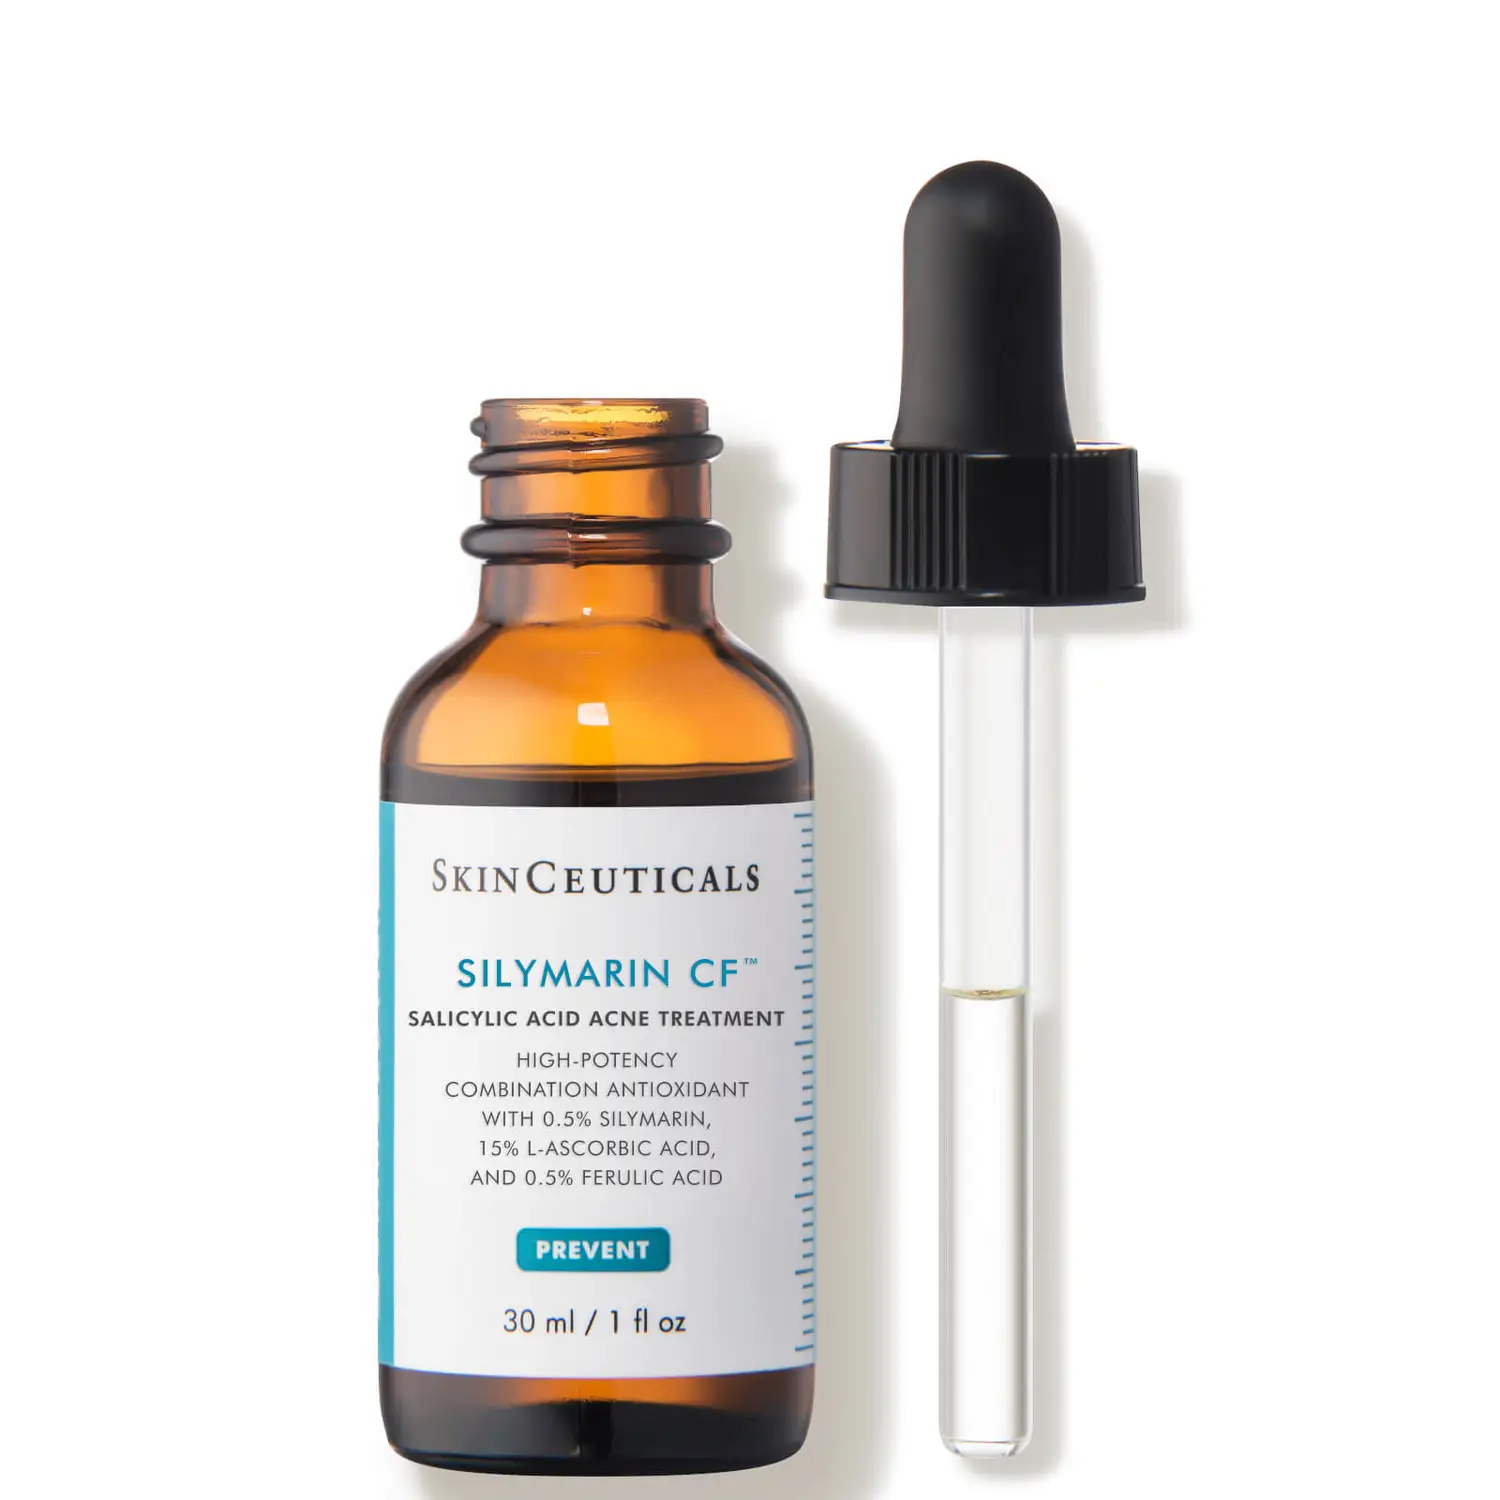 SKINCEUTICALS
SILYMARIN CF™
SALICYLIC ACID ACNE TREATMENT
HIGH-POTENCY
COMBINATION ANTIOXIDANT
WITH 0.5% SILYMARIN,
15% L-ASCORBIC ACID,
AND 0.5% FERULIC ACID
PREVENT
30 ml / 1 fl oz